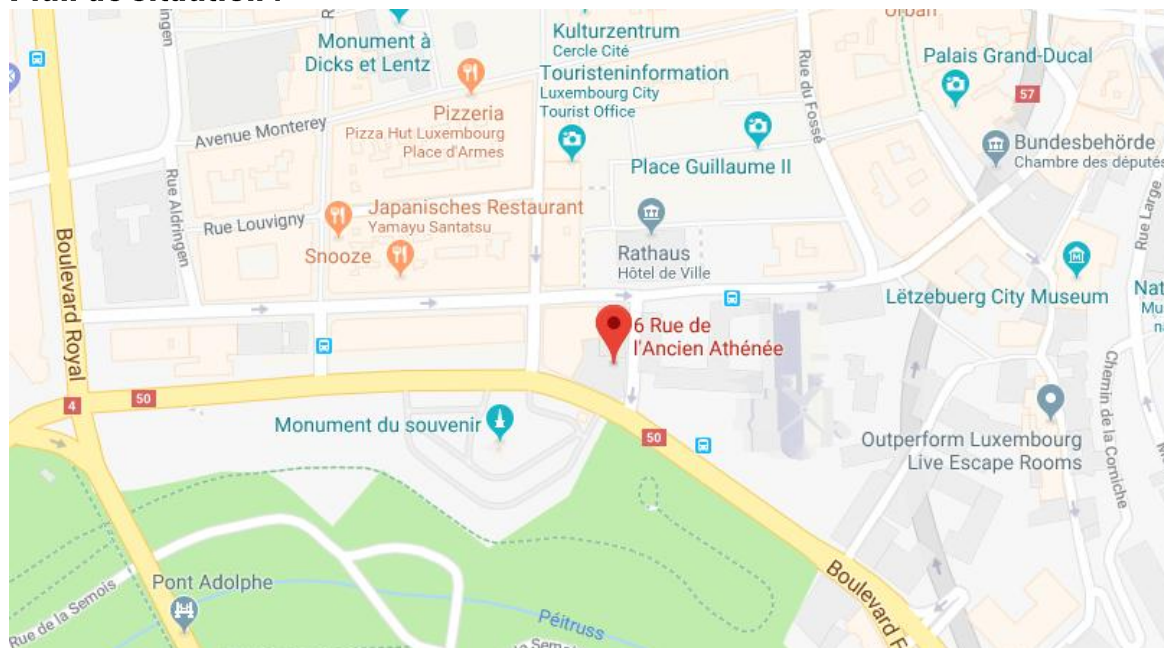 Urban
Monument à
Dicks et Lentz
Kulturzentrum
Cercle Cité
Touristeninformation
Luxembourg City
Tourist Office
Palais Grand-Ducal
57
Rue du Fossé
Pizzeria
Pizza Hut Luxembourg
Place d'Armes
Avenue Monterey
Place Guillaume II
Bundesbehörde
Chambre des députés
Rue Aldringen
Rue Louvigny
Japanisches Restaurant
Yamayu Santatsu
Snooze
Rathaus
Hôtel de Ville
Rue Large
Boulevard Royal
Lëtzebuerg City Museum
6 Rue de
l'Ancien Athénée
4
50
Monument du souvenir
50
Outperform Luxembourg
Live Escape Rooms
Chemin de la Corniche
Pont Adolphe
Rue de la Semois
Péitruss
Boulevard F